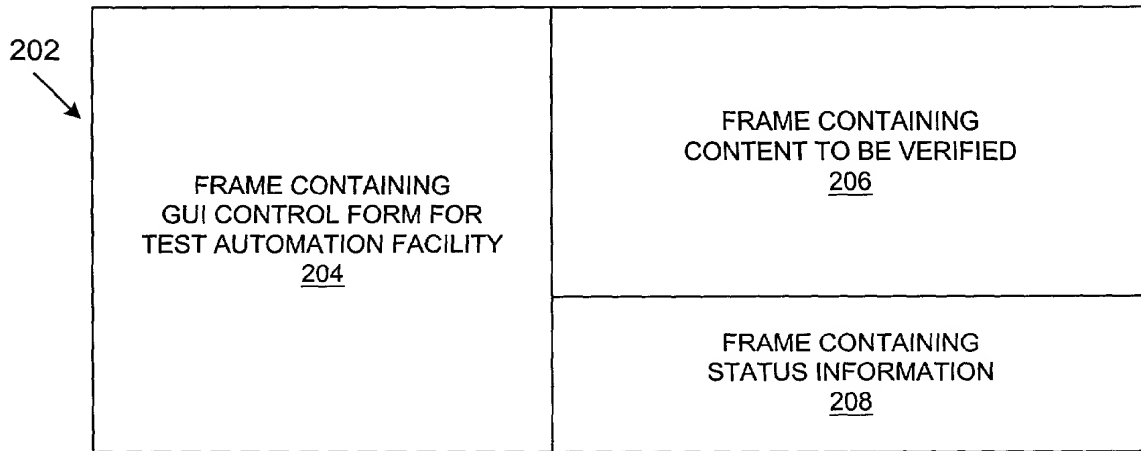 202
FRAME CONTAINING
GUI CONTROL FORM FOR
TEST AUTOMATION FACILITY
204
FRAME CONTAINING
CONTENT TO BE VERIFIED
206
FRAME CONTAINING
STATUS INFORMATION
208